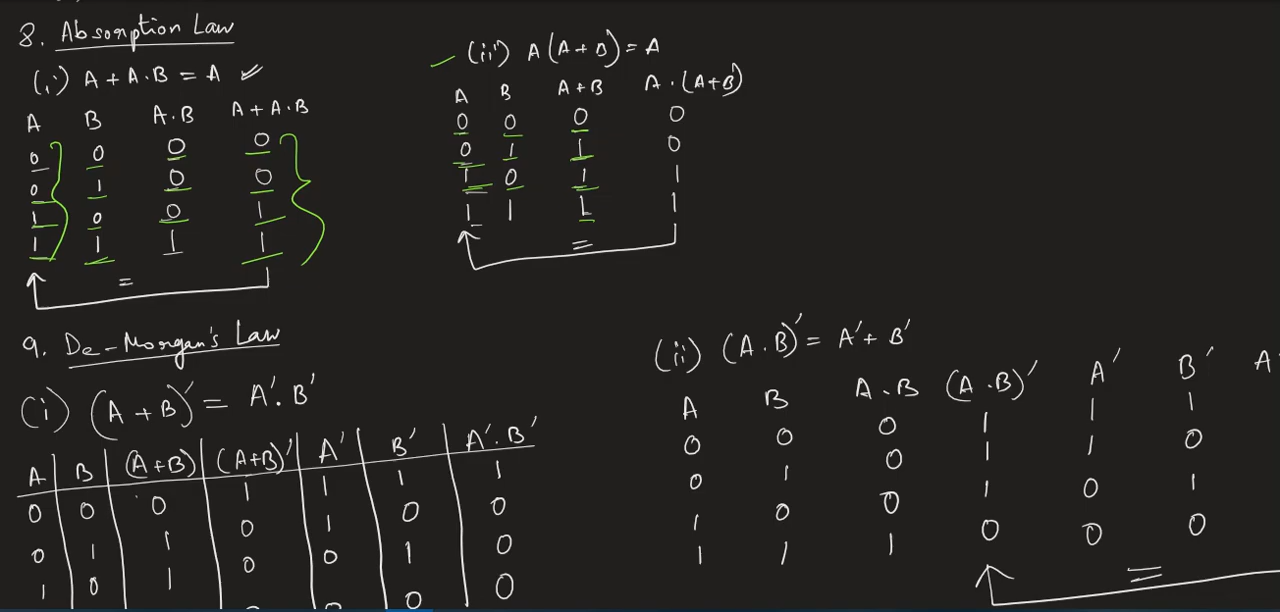 8. Absorption Law
(i) A + A.B = A ✓
A B A.B A + A.B
0 0 0 0
0 1 0 0
1 0 0 1
1 1 1 1
=
(ii) A(A+B) = A
A B A+B A.(A+B)
0 0 0 0
0 1 1 0
1 0 1 1
1 1 1 1
=
9. De-Morgan's Law
(i) (A+B)' = A'.B'
A B (A+B) (A+B)' A' B' A'.B'
0 0 0 1 1 1 1
0 1 1 0 1 0 0
1 0 1 0 0 1 0
0 0
(ii) (A.B)' = A' + B'
A B A.B (A.B)' A' B' A'
0 0 0 1 1 1
0 1 0 1 1 0
1 0 0 1 0 1
1 1 1 0 0 0
=